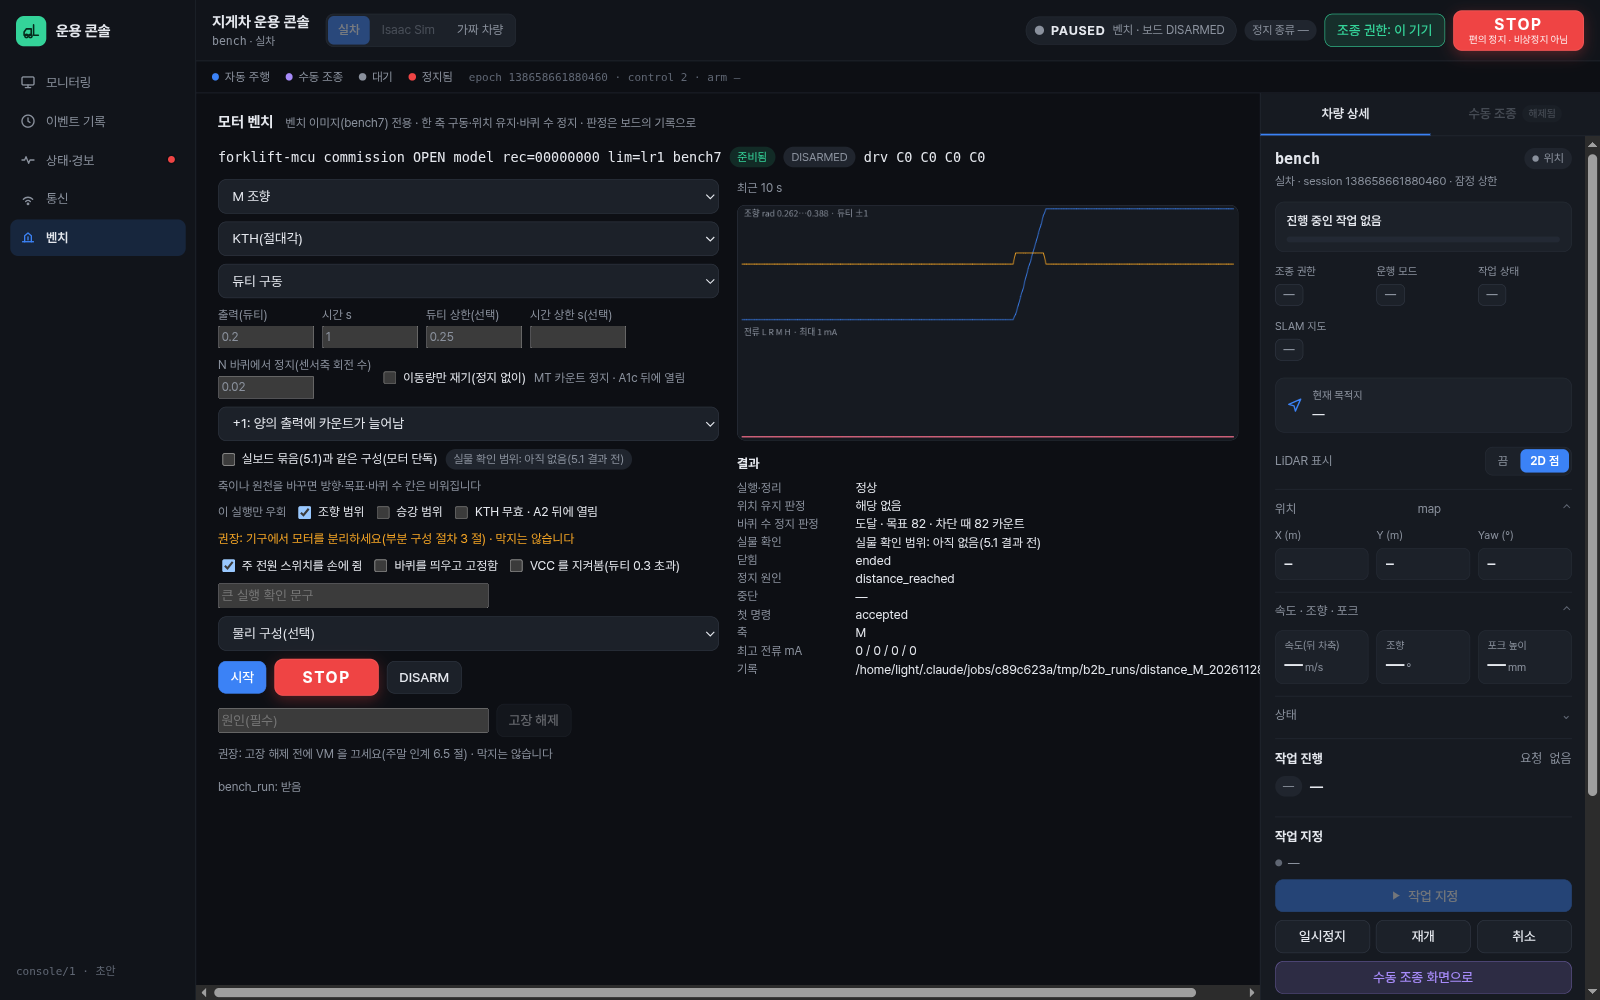 운용 콘솔
모니터링
이벤트 기록
상태·경보
통신
벤치
console/1 · 초안
지게차 운용 콘솔
bench · 실차
실차 Isaac Sim 가짜 차량
PAUSED 벤치 · 보드 DISARMED
정지 종류 —
조종 권한: 이 기기
STOP
편의 정지 · 비상정지 아님
자동 주행 수동 조종 대기 정지됨 epoch 138658661880460 · control 2 · arm —
모터 벤치 벤치 이미지(bench7) 전용 · 한 축 구동·위치 유지·바퀴 수 정지 · 판정은 보드의 기록으로
forklift-mcu commission OPEN model rec=00000000 lim=lr1 bench7 준비됨 DISARMED drv C0 C0 C0 C0
M 조향
KTH(절대각)
듀티 구동
출력(듀티) 시간 s 듀티 상한(선택) 시간 상한 s(선택)
0.2 1 0.25
N 바퀴에서 정지(센서축 회전 수)
0.02
이동량만 재기(정지 없이) MT 카운트 정지 · A1c 뒤에 열림
+1: 양의 출력에 카운트가 늘어남
실보드 묶음(5.1)과 같은 구성(모터 단독) 실물 확인 범위: 아직 없음(5.1 결과 전)
축이나 원천을 바꾸면 방향·목표·바퀴 수 칸은 비워집니다
이 실행만 우회 조향 범위 승강 범위 KTH 무효 · A2 뒤에 열림
권장: 기구에서 모터를 분리하세요(부분 구성 절차 3 절) · 막지는 않습니다
주 전원 스위치를 손에 쥠 바퀴를 띄우고 고정함 VCC 를 지켜봄(듀티 0.3 초과)
큰 실행 확인 문구
물리 구성(선택)
시작 STOP DISARM
원인(필수) 고장 해제
권장: 고장 해제 전에 VM 을 끄세요(주말 인계 6.5 절) · 막지는 않습니다
bench_run: 받음
최근 10 s
조향 rad 0.262…0.388 · 듀티 ±1
전류 L R M H · 최대 1 mA
결과
실행·정리 정상
위치 유지 판정 해당 없음
바퀴 수 정지 판정 도달 · 목표 82 · 차단 때 82 카운트
실물 확인 실물 확인 범위: 아직 없음(5.1 결과 전)
닫힘 ended
정지 원인 distance_reached
중단 —
첫 명령 accepted
축 M
최고 전류 mA 0 / 0 / 0 / 0
기록 /home/light/.claude/jobs/c89c623a/tmp/b2b_runs/distance_M_20261128
차량 상세
수동 조종 해제됨
bench 위치
실차 · session 138658661880460 · 잠정 상한
진행 중인 작업 없음
조종 권한 운행 모드 작업 상태
— — —
SLAM 지도
—
현재 목적지
—
LiDAR 표시 끔 2D 점
위치 map
X (m) Y (m) Yaw (°)
– – –
속도 · 조향 · 포크
속도(뒤 차축) 조향 포크 높이
— m/s — ° — mm
상태
작업 진행 요청 없음
— —
작업 지정
—
작업 지정
일시정지 재개 취소
수동 조종 화면으로